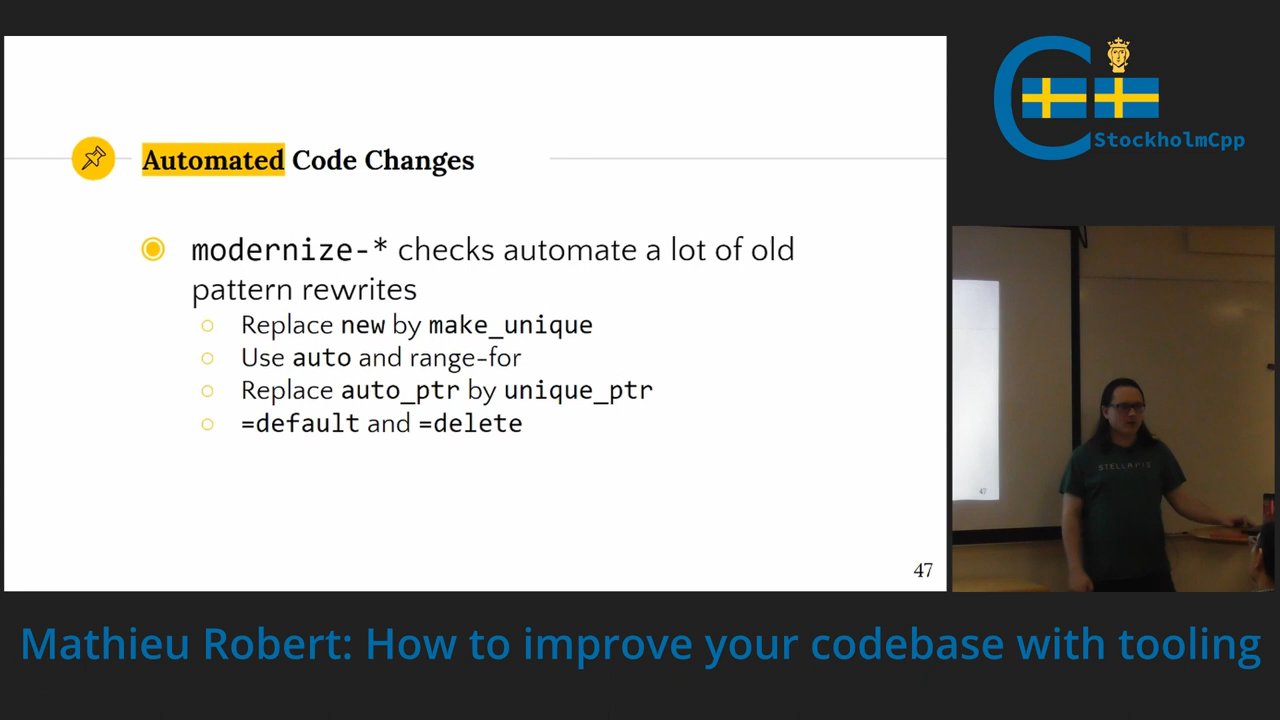 Automated Code Changes
modernize-* checks automate a lot of old
pattern rewrites
Replace new by make_unique
Use auto and range-for
Replace auto_ptr by unique_ptr
=default and =delete
47
StockholmCpp
STELLARIS
47
Mathieu Robert: How to improve your codebase with tooling